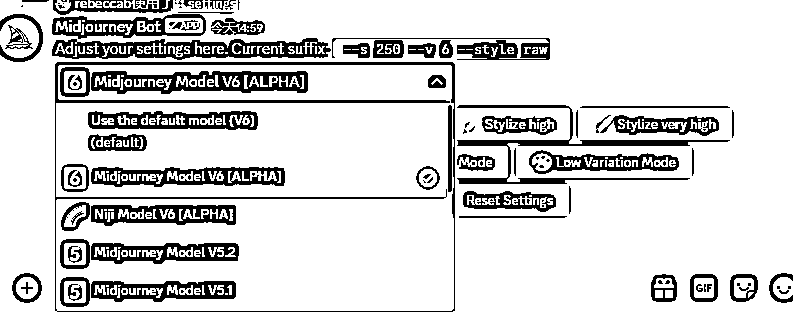 rebeccab使用了 settings
Midjourney Bot APP 今天14:59
Adjust your settings here. Current suffix: --s 250 --v 6 --style raw
Midjourney Model V6 [ALPHA]
Use the default model (V6)
(default)
Midjourney Model V6 [ALPHA]
Niji Model V6 [ALPHA]
Midjourney Model V5.2
Midjourney Model V5.1
Stylize high
Stylize very high
Mode
Low Variation Mode
Reset Settings
GIF